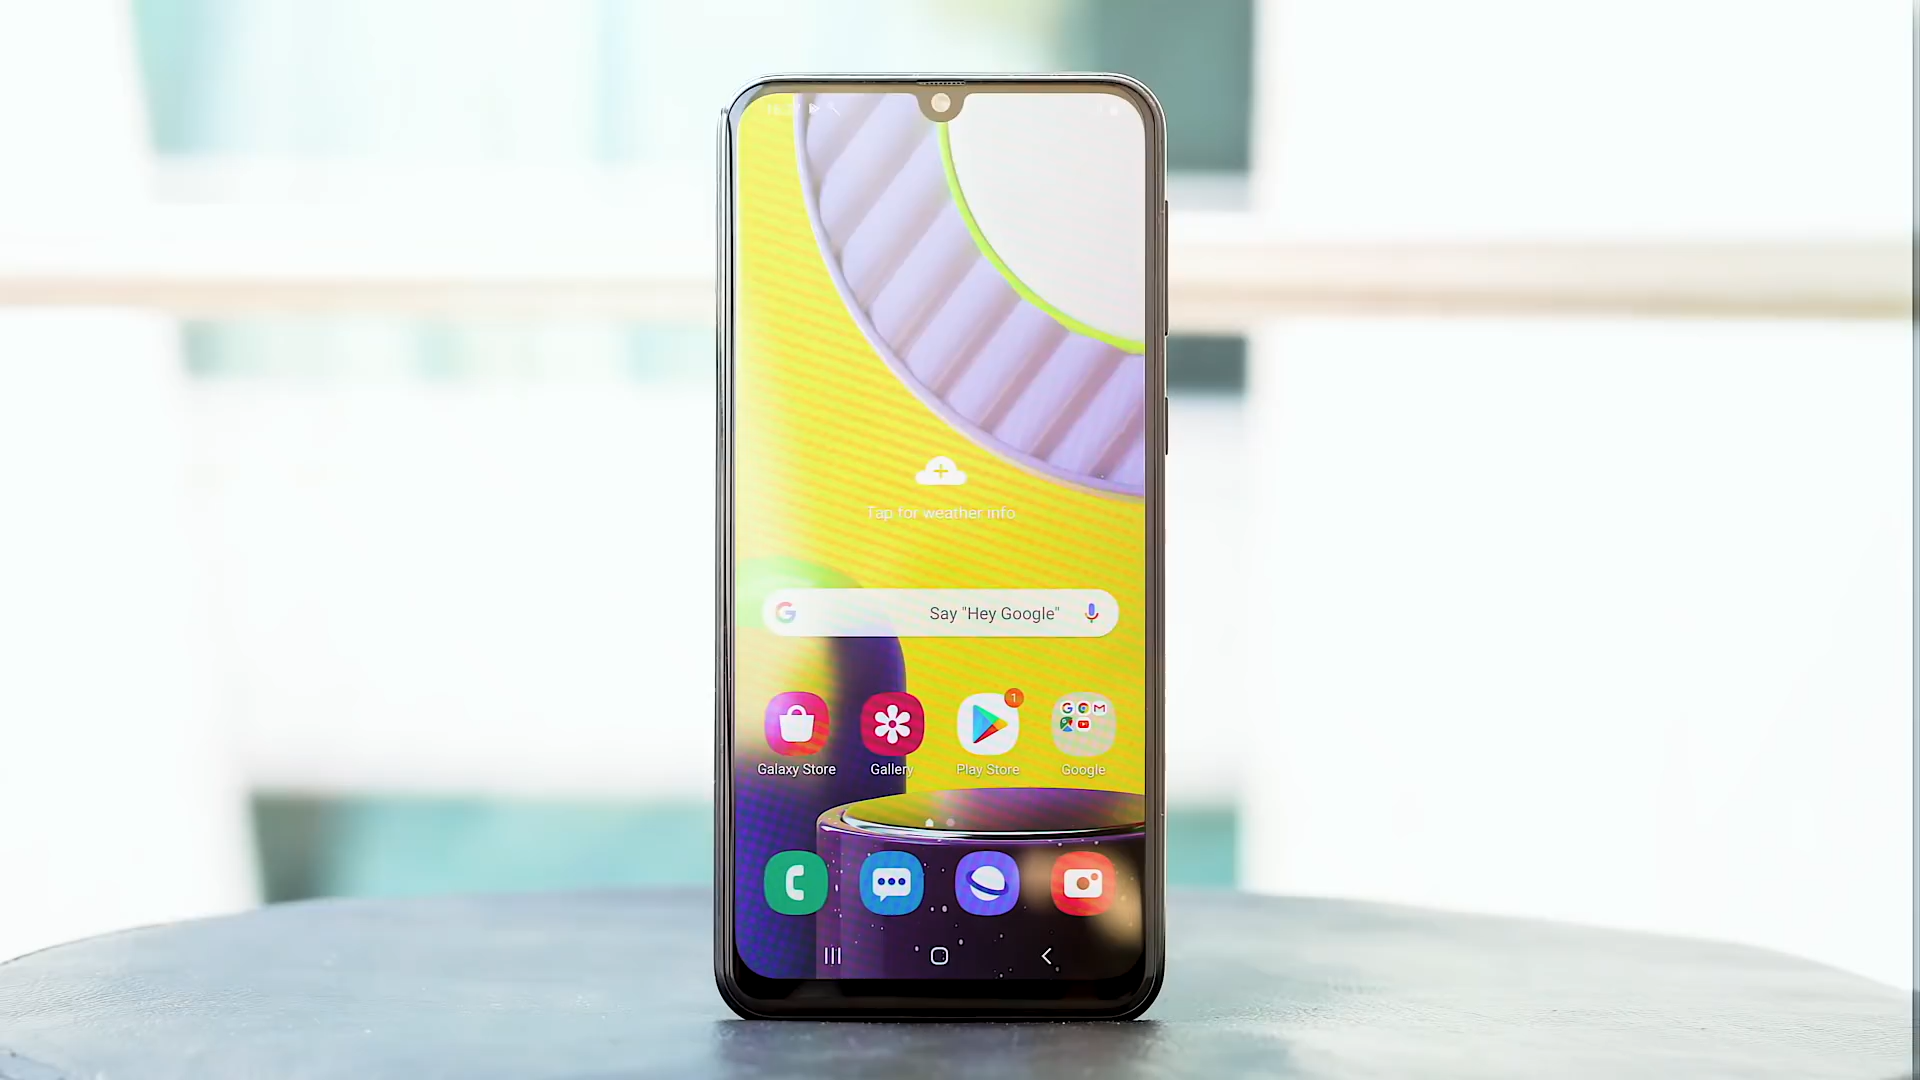 Tap for weather info
Say "Hey Google"
1
Galaxy Store
Gallery
Play Store
Google